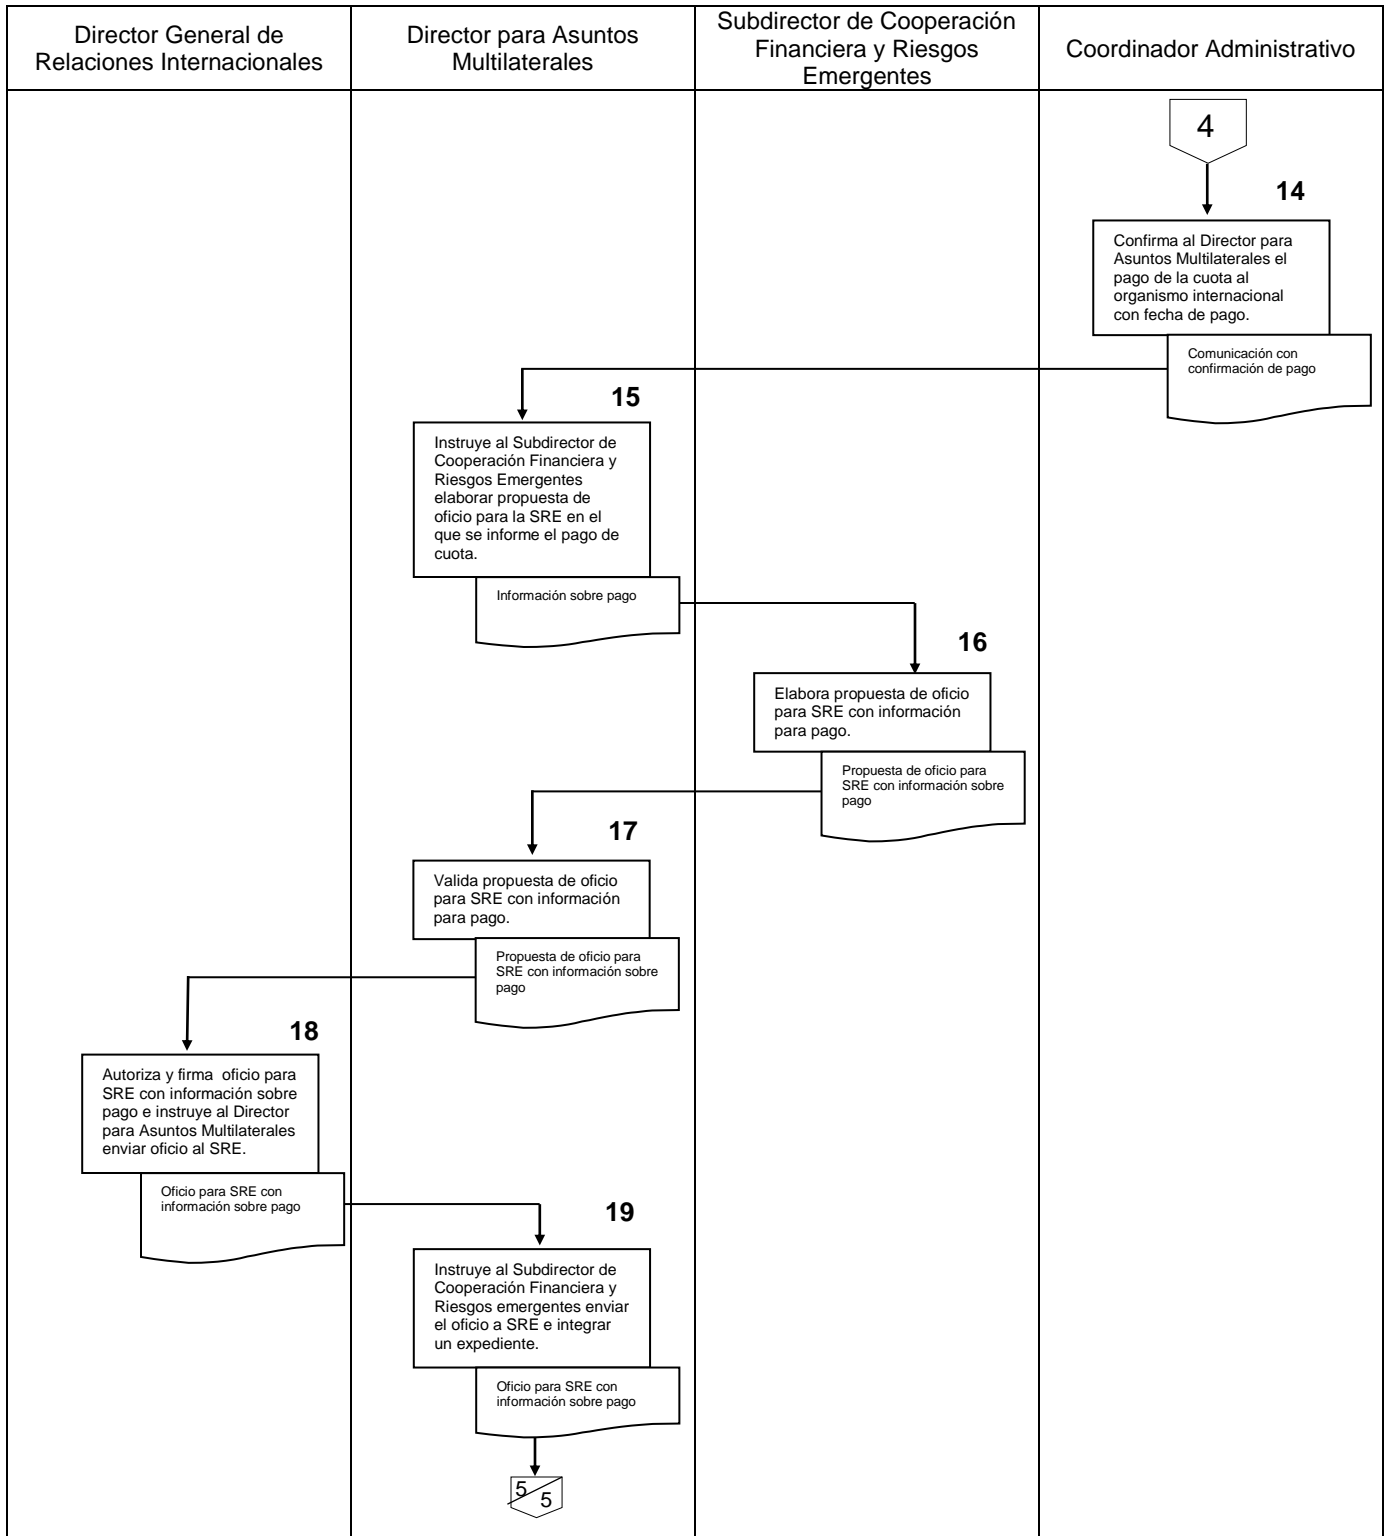 Director General de
Relaciones Internacionales
Director para Asuntos
Multilaterales
Subdirector de Cooperación
Financiera y Riesgos
Emergentes
Coordinador Administrativo
4
14
Confirma al Director para
Asuntos Multilaterales el
pago de la cuota al
organismo internacional
con fecha de pago.
Comunicación con
confirmación de pago
15
Instruye al Subdirector de
Cooperación Financiera y
Riesgos Emergentes
elaborar propuesta de
oficio para la SRE en el
que se informe el pago de
cuota.
Información sobre pago
16
Elabora propuesta de oficio
para SRE con información
para pago.
Propuesta de oficio para
SRE con información sobre
pago
17
Valida propuesta de oficio
para SRE con información
para pago.
Propuesta de oficio para
SRE con información sobre
pago
18
Autoriza y firma oficio para
SRE con información sobre
pago e instruye al Director
para Asuntos Multilaterales
enviar oficio al SRE.
Oficio para SRE con
información sobre pago
19
Instruye al Subdirector de
Cooperación Financiera y
Riesgos emergentes enviar
el oficio a SRE e integrar
un expediente.
Oficio para SRE con
información sobre pago
5
5